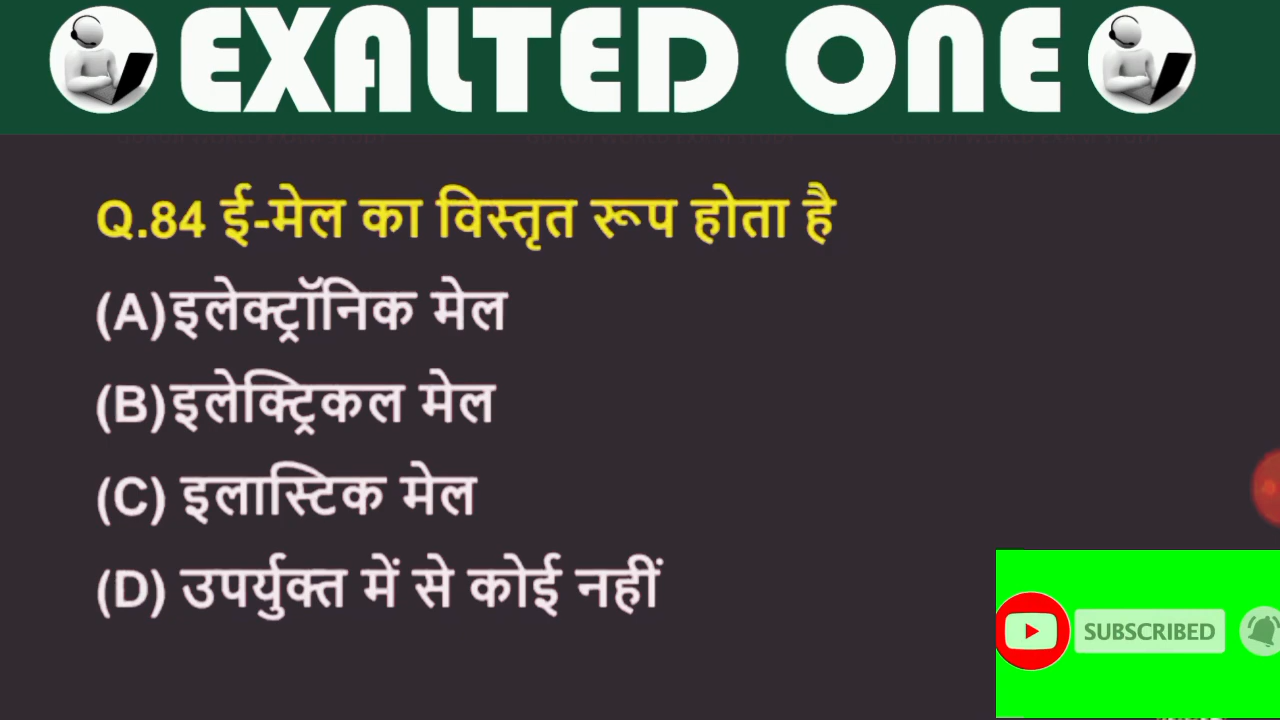 EXALTED ONE
Q.84 ई-मेल का विस्तृत रूप होता है
(A)इलेक्ट्रॉनिक मेल
(B)इलेक्ट्रिकल मेल
(C) इलास्टिक मेल
(D) उपर्युक्त में से कोई नहीं
SUBSCRIBED